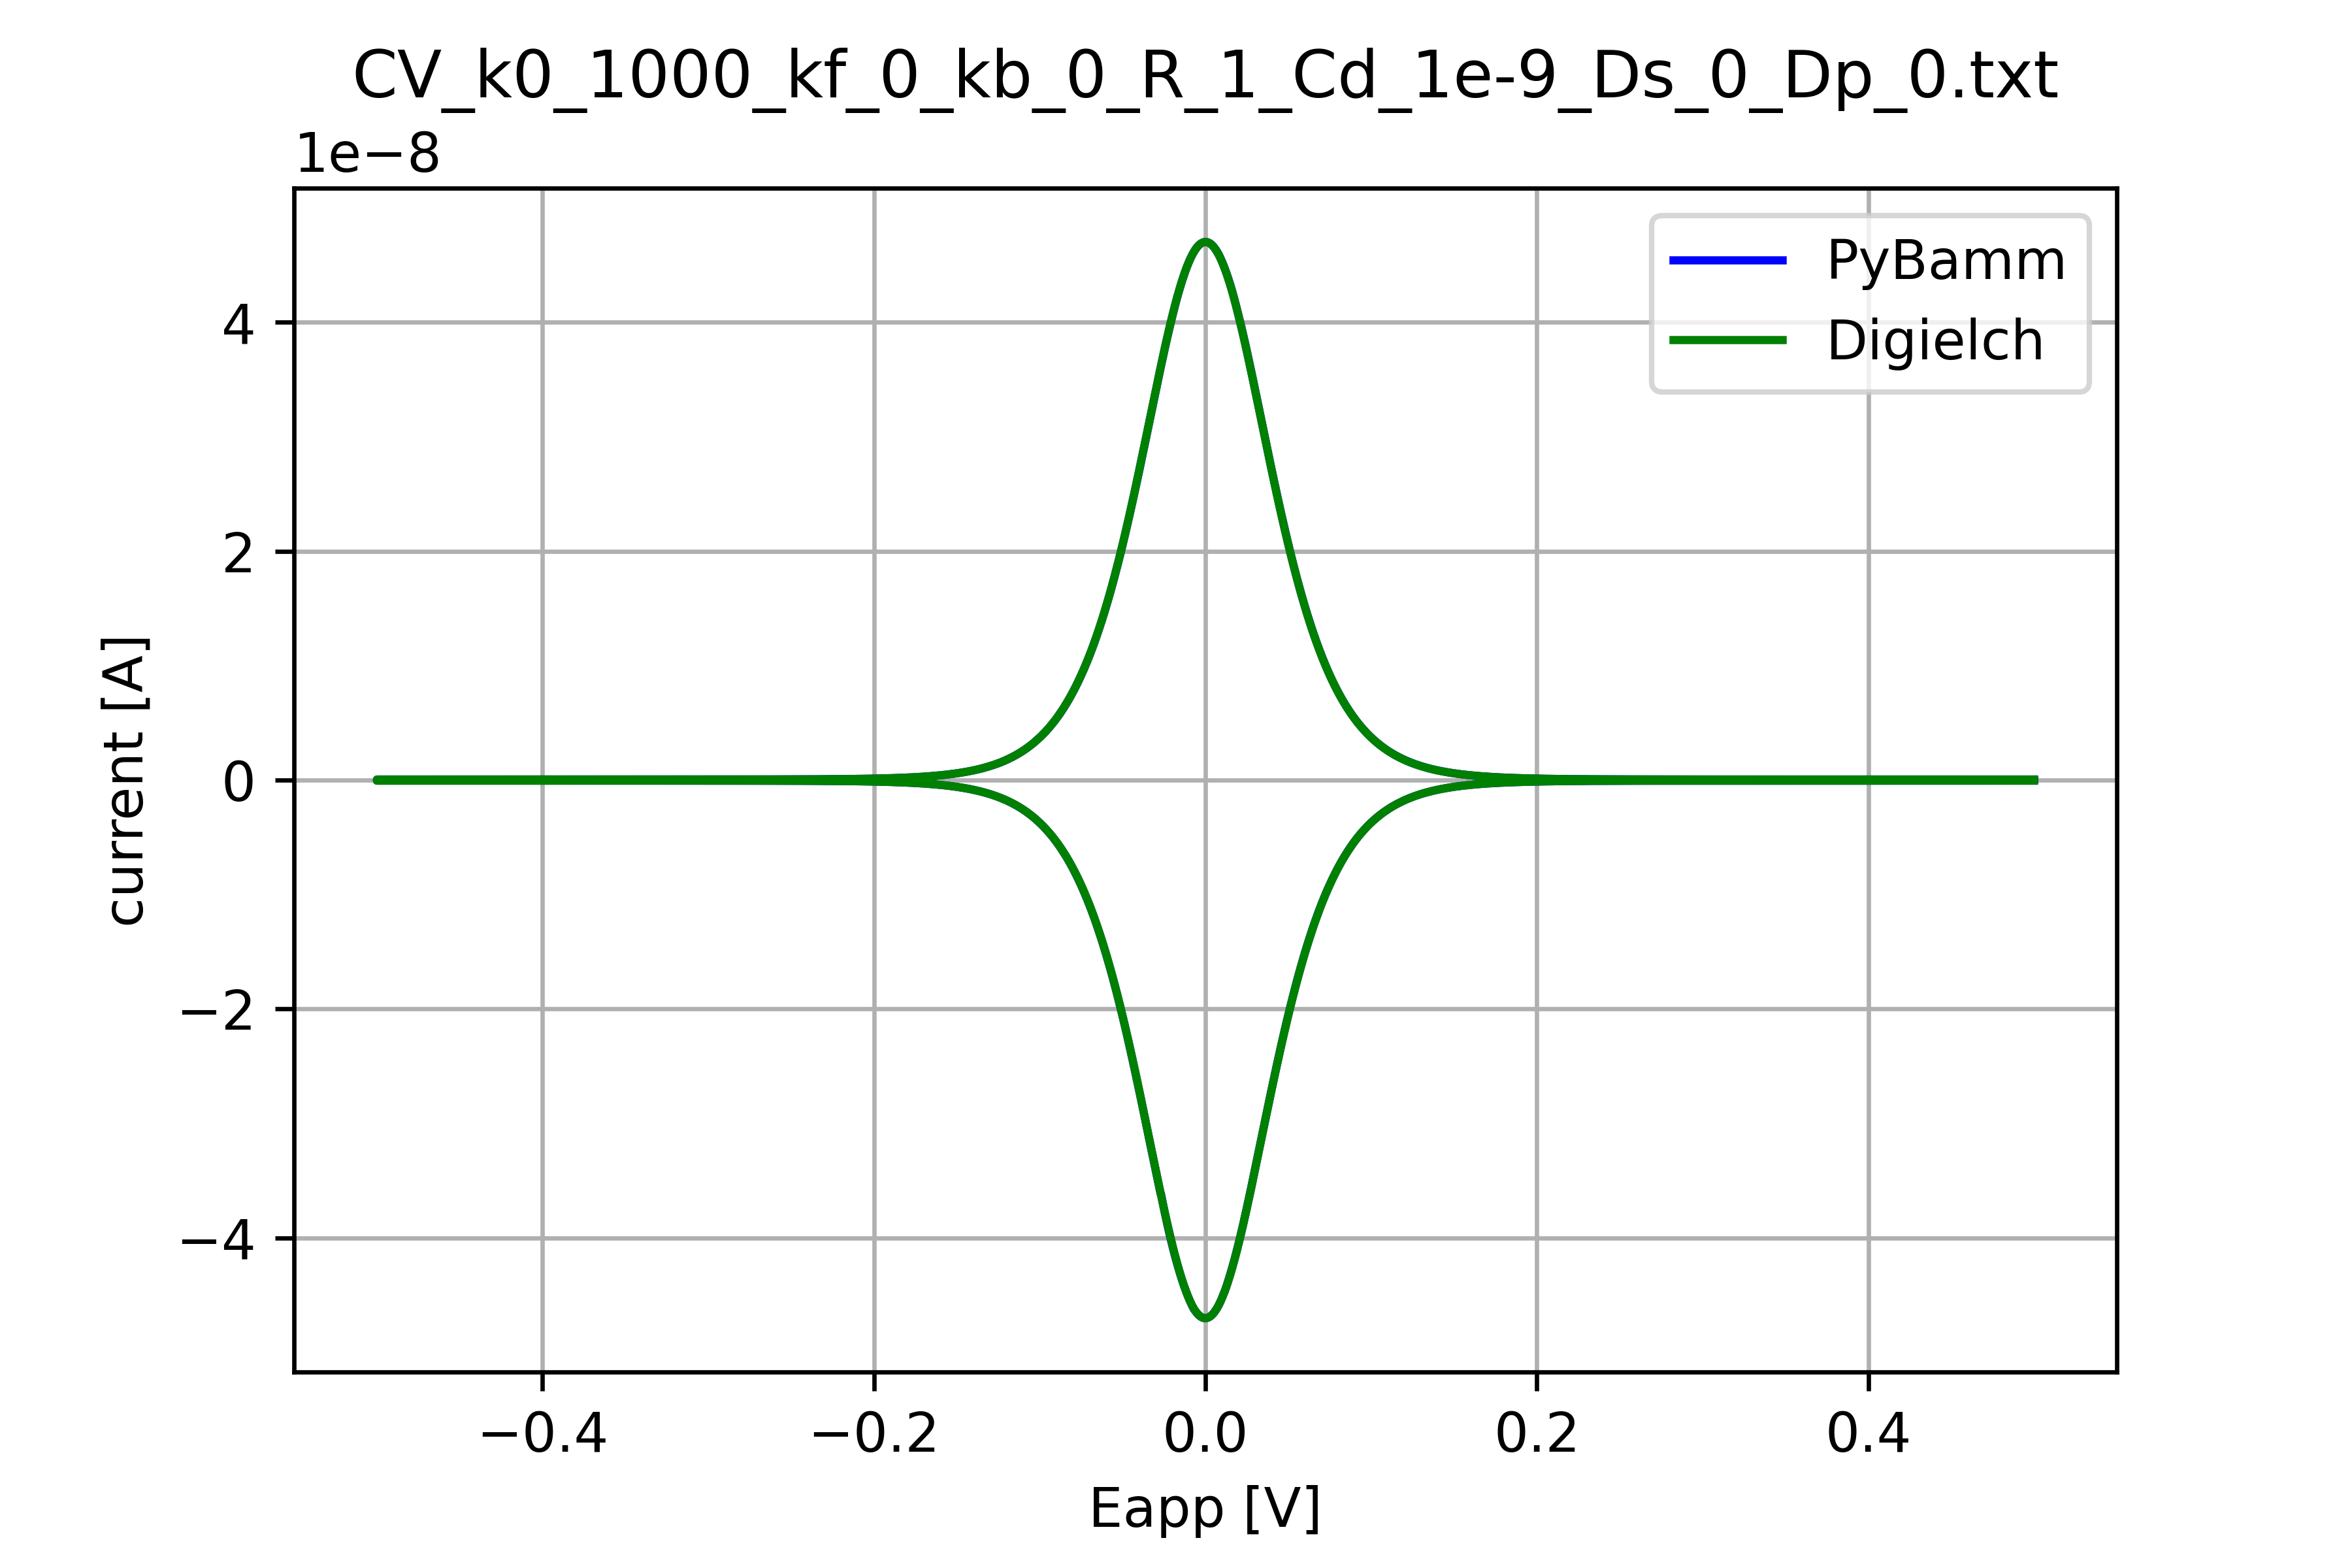 CV_k0_1000_kf_0_kb_0_R_1_Cd_1e-9_Ds_0_Dp_0.txt
1e−8
PyBamm
Digielch
4
2
0
−2
−4
current [A]
−0.4 −0.2 0.0 0.2 0.4
Eapp [V]